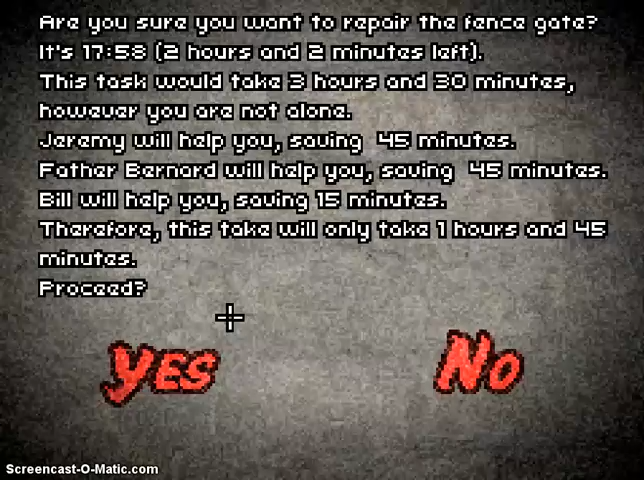 Are you sure you want to repair the fence gate?
It's 17:58 (2 hours and 2 minutes left).
This task would take 3 hours and 30 minutes,
however you are not alone.
Jeremy will help you, saving  45 minutes.
Father Bernard will help you, saving  45 minutes.
Bill will help you, saving 15 minutes.
Therefore, this take will only take 1 hours and 45
minutes.
Proceed?
Yes No
Screencast-O-Matic.com